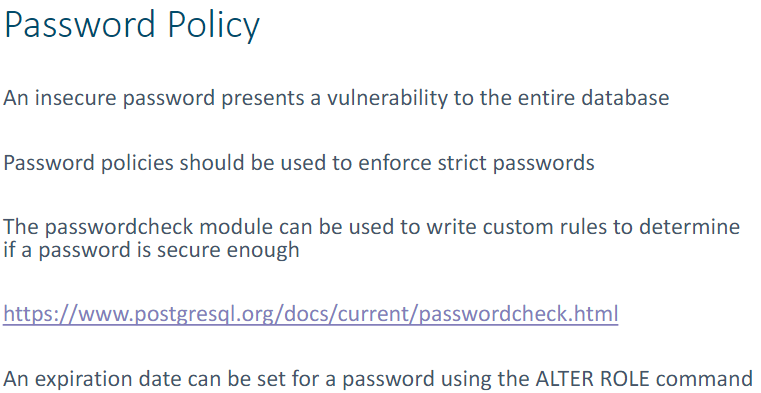 Password Policy
An insecure password presents a vulnerability to the entire database
Password policies should be used to enforce strict passwords
The passwordcheck module can be used to write custom rules to determine
if a password is secure enough
https://www.postgresql.org/docs/current/passwordcheck.html
An expiration date can be set for a password using the ALTER ROLE command